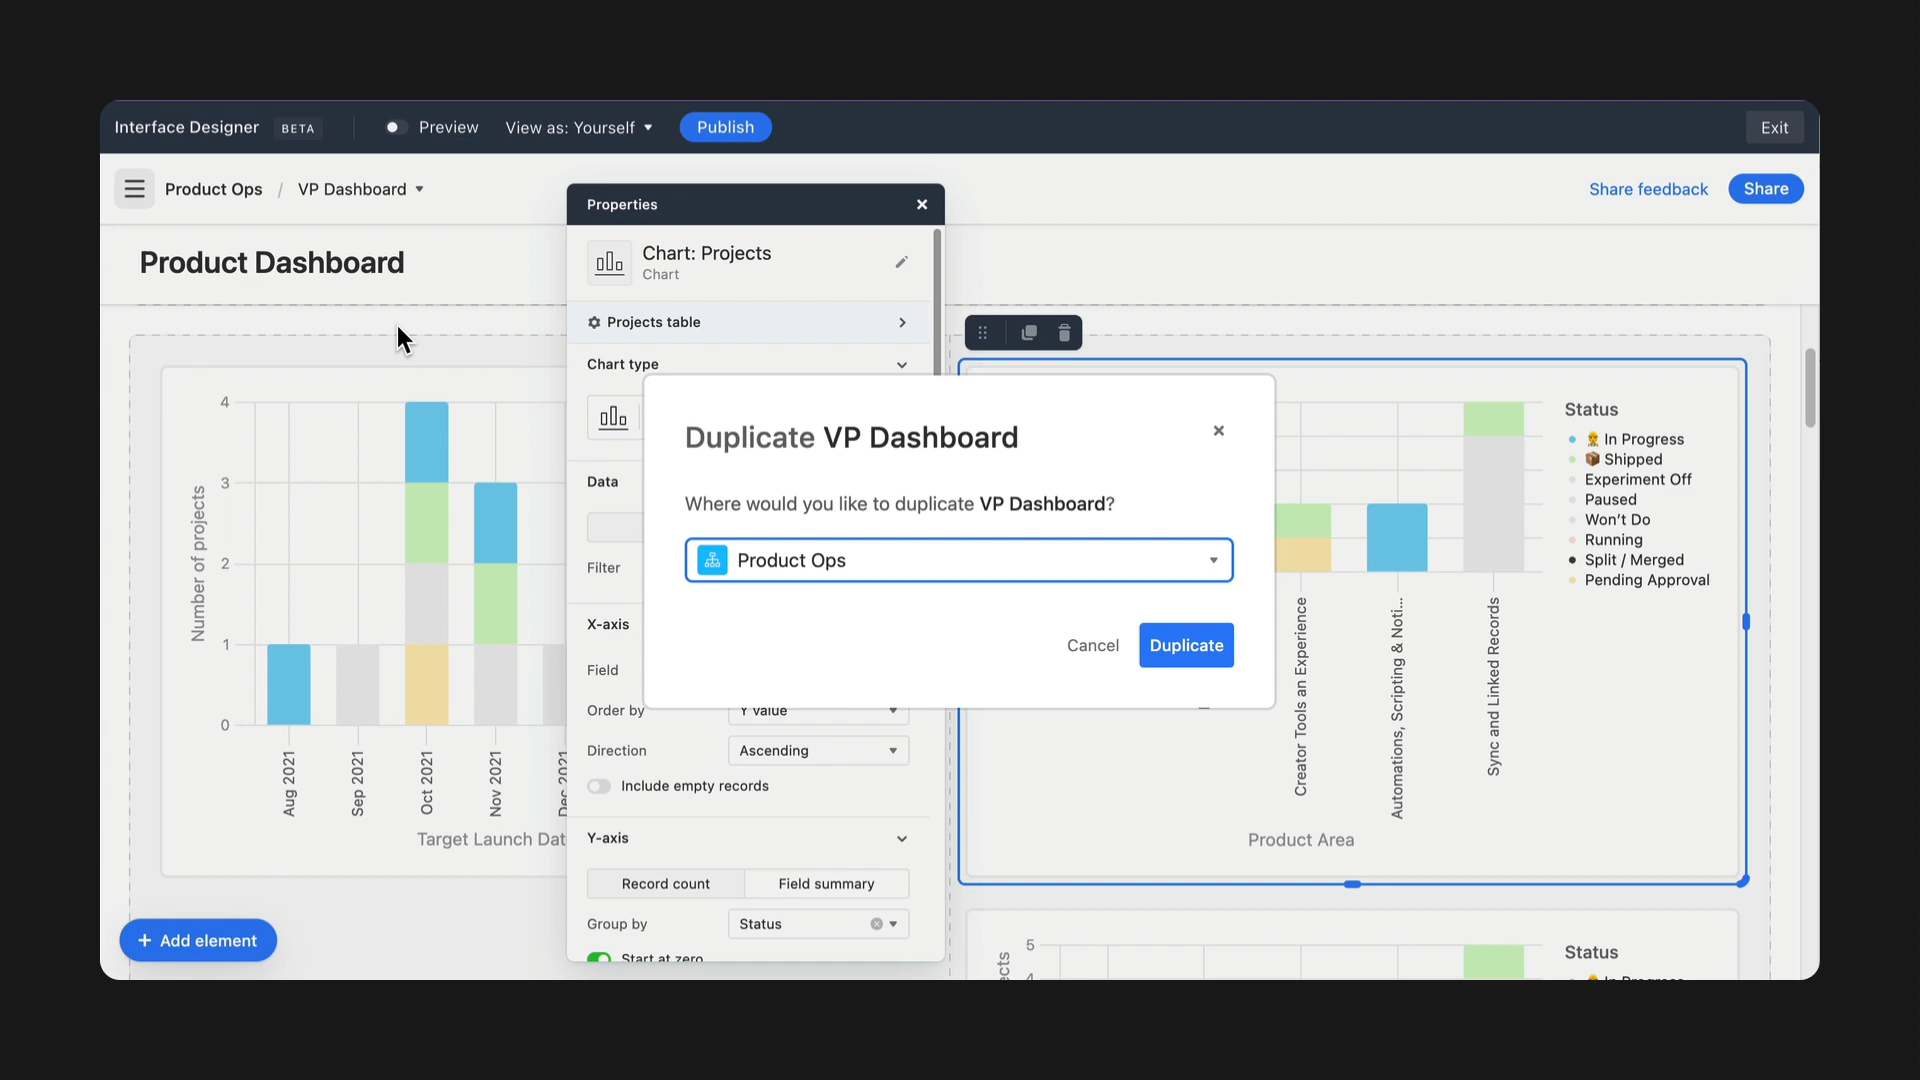 Interface Designer BETA Preview View as: Yourself Publish Exit
Product Ops / VP Dashboard Share feedback Share
Product Dashboard
Properties
Chart: Projects
Chart
Projects table
Chart type
Data
Filter
X-axis
Field
Order by Y value
Direction Ascending
Include empty records
Y-axis
Record count Field summary
Group by Status
Start at zero
Duplicate VP Dashboard
Where would you like to duplicate VP Dashboard?
Product Ops
Cancel Duplicate
Number of projects
4
3
2
1
0
Aug 2021
Sep 2021
Oct 2021
Nov 2021
Dec 2021
Target Launch Dat
+ Add element
Status
In Progress
Shipped
Experiment Off
Paused
Won't Do
Running
Split / Merged
Pending Approval
Creator Tools an Experience
Automations, Scripting & Noti...
Sync and Linked Records
Product Area
5
4
ects
Status
In Progress